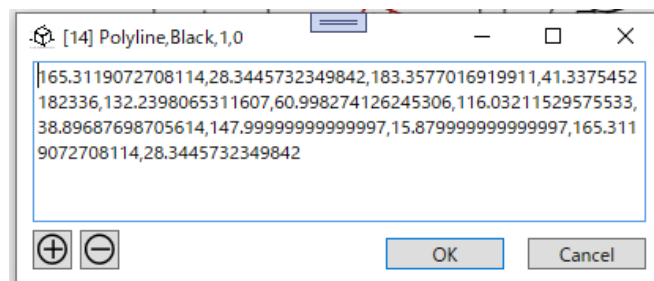 [14] Polyline,Black,1,0
165.3119072708114,28.3445732349842,183.3577016919911,41.3375452
182336,132.2398065311607,60.998274126245306,116.03211529575533,
38.89687698705614,147.99999999999997,15.879999999999997,165.311
9072708114,28.3445732349842
OK
Cancel